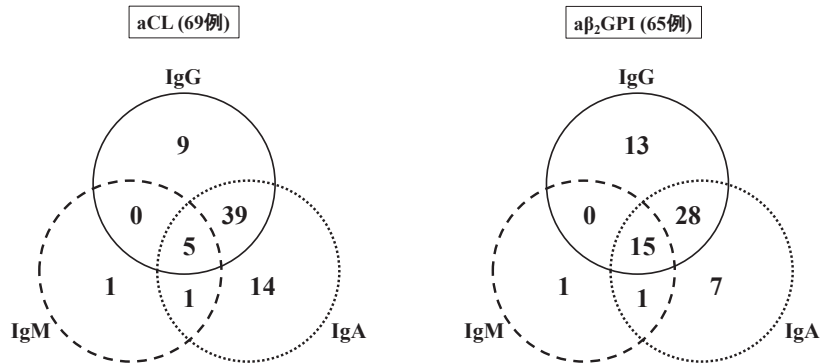 aCL (69例)
IgG
9
0
39
5
1
1
14
IgM
IgA
aβ₂GPI (65例)
IgG
13
0
28
15
1
1
7
IgM
IgA